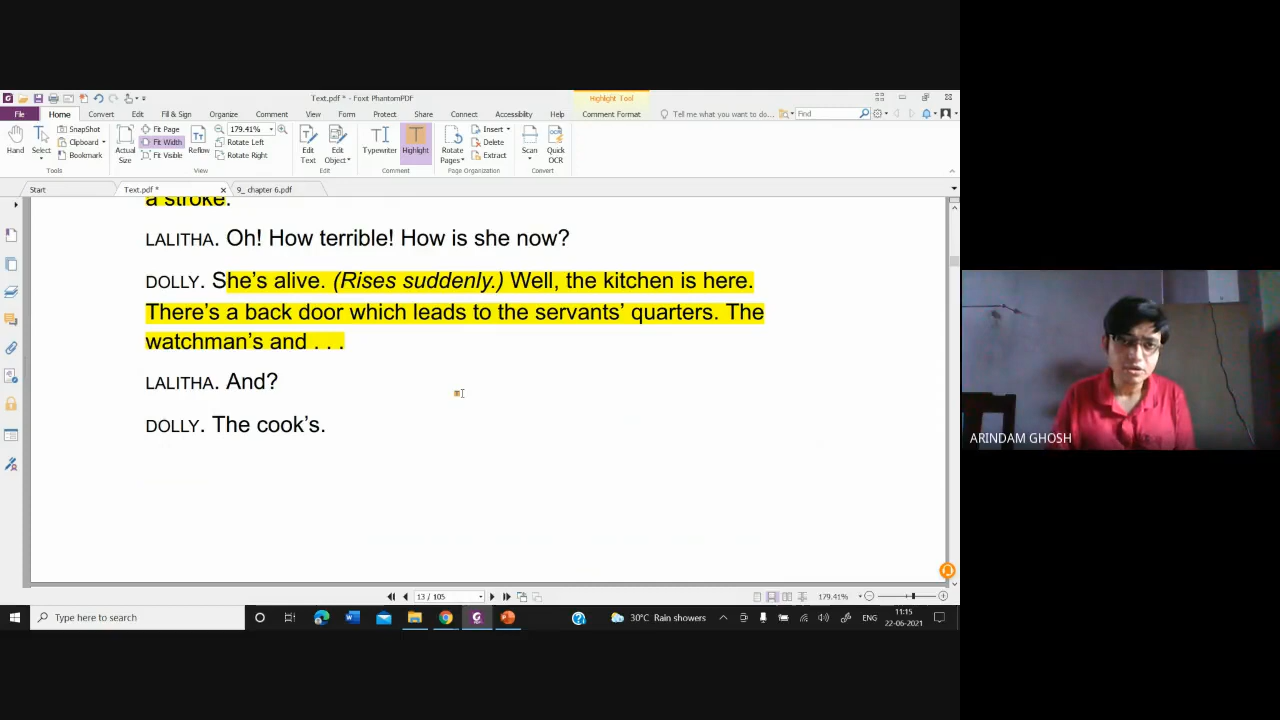 Text.pdf * - Foxit PhantomPDF
Highlight Tool
File Home Convert Edit Fill & Sign Organize Comment View Form Protect Share Connect Accessibility Help Comment Format Tell me what you want to do... Find
SnapShot Fit Page 179.41% Insert
Clipboard Fit Width Rotate Left Delete
Bookmark Fit Visible Rotate Right Extract
Hand Select Actual Size Reflow Edit Text Edit Object Typewriter Highlight Rotate Pages Scan Quick OCR
Tools View Edit Comment Page Organization Convert
Start Text.pdf * 9_ chapter 6.pdf
a stroke.
LALITHA. Oh! How terrible! How is she now?
DOLLY. She’s alive. (Rises suddenly.) Well, the kitchen is here.
There’s a back door which leads to the servants’ quarters. The
watchman’s and . . .
LALITHA. And?
DOLLY. The cook’s.
ARINDAM GHOSH
13 / 105 179.41%
Type here to search 30°C Rain showers ENG 11:15
22-06-2021